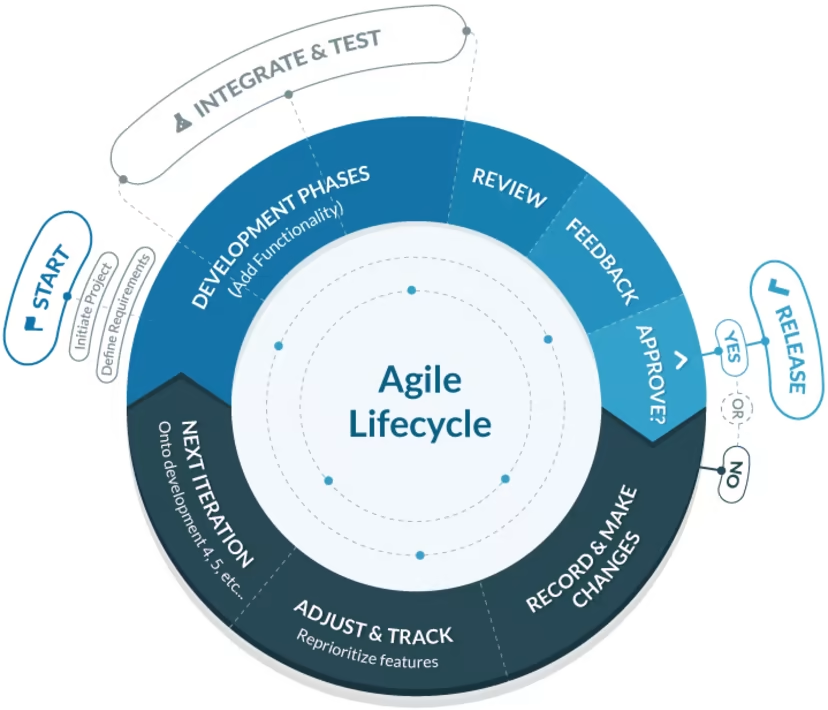 INTEGRATE & TEST
START
Initiate Project
Define Requirements
DEVELOPMENT PHASES
(Add Functionality)
REVIEW
FEEDBACK
APPROVE?
YES
OR
NO
RELEASE
RECORD & MAKE
CHANGES
ADJUST & TRACK
Reprioritize features
NEXT ITERATION
Onto development 4, 5, etc...
Agile
Lifecycle